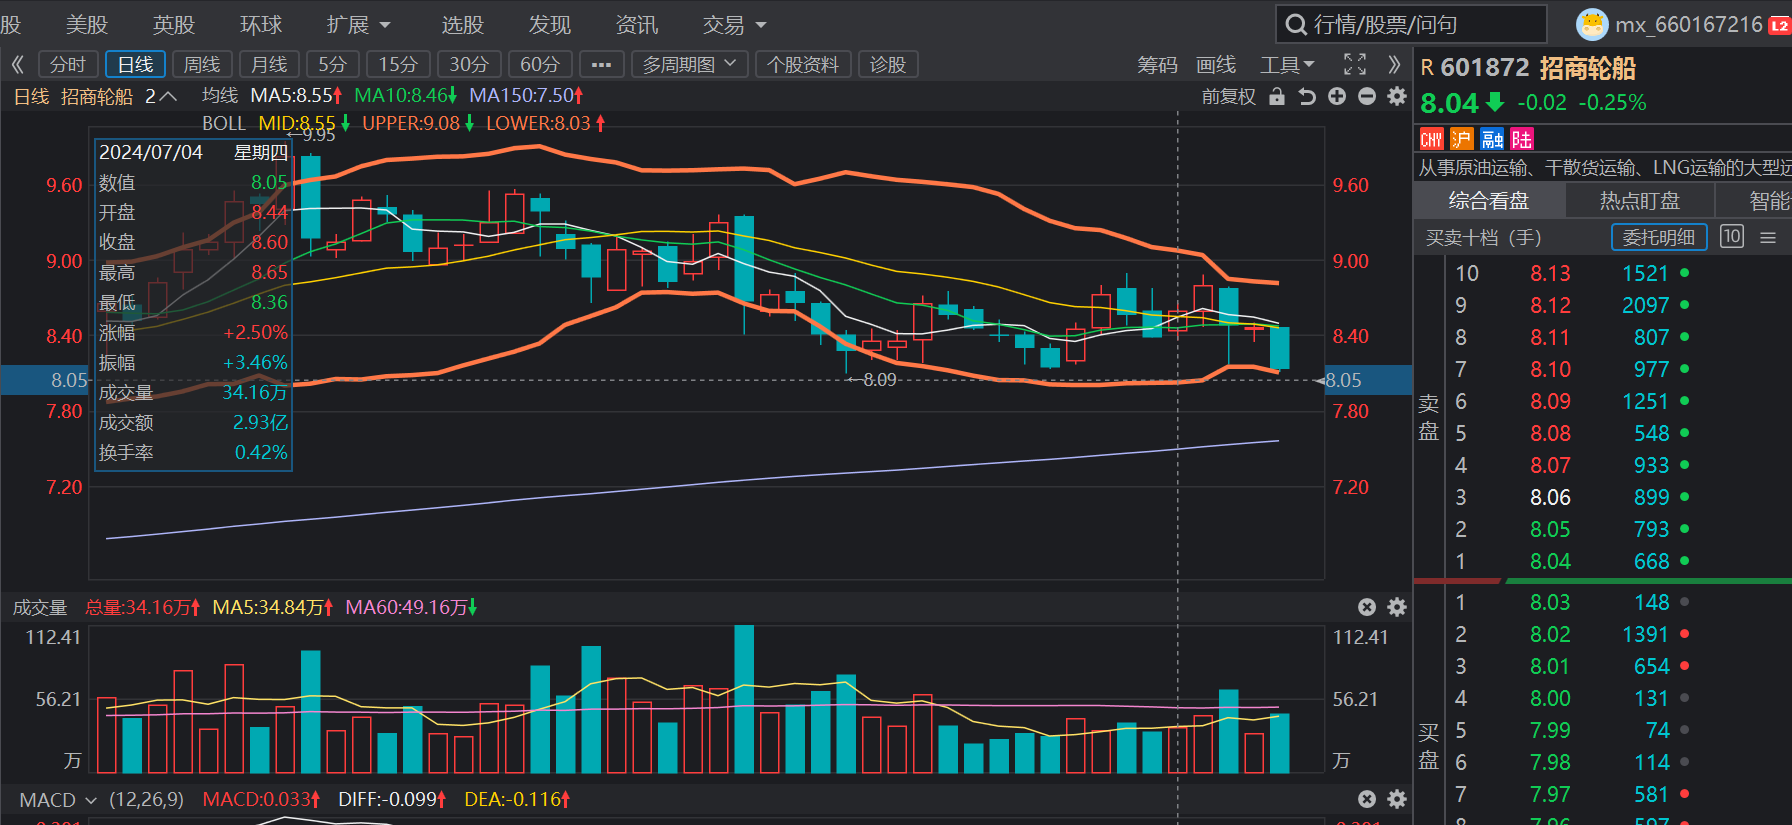 股 美股 英股 环球 扩展 选股 发现 资讯 交易 行情/股票/问句 mx_660167216 L2
分时 日线 周线 月线 5分 15分 30分 60分 ... 多周期图 个股资料 诊股 筹码 画线 工具
日线 招商轮船 2 均线 MA5:8.55 MA10:8.46 MA150:7.50 前复权
BOLL MID:8.55 UPPER:9.08 LOWER:8.03
←9.95
2024/07/04 星期四
数值 8.05
开盘 8.44
收盘 8.60
最高 8.65
最低 8.36
涨幅 +2.50%
振幅 +3.46%
成交量 34.16万
成交额 2.93亿
换手率 0.42%
9.60 9.60
9.00 9.00
8.40 8.40
8.05 ←8.09 8.05
7.80 7.80
7.20 7.20
成交量 总量:34.16万 MA5:34.84万 MA60:49.16万
112.41 112.41
56.21 56.21
万 万
MACD (12,26,9) MACD:0.033 DIFF:-0.099 DEA:-0.116
R 601872 招商轮船
8.04 -0.02 -0.25%
CNY 沪 融 陆
从事原油运输、干散货运输、LNG运输的大型远
综合看盘 热点盯盘 智能
买卖十档 (手) 委托明细 10
卖盘
10 8.13 1521
9 8.12 2097
8 8.11 807
7 8.10 977
6 8.09 1251
5 8.08 548
4 8.07 933
3 8.06 899
2 8.05 793
1 8.04 668
买盘
1 8.03 148
2 8.02 1391
3 8.01 654
4 8.00 131
5 7.99 74
6 7.98 114
7 7.97 581
8 7.96 597